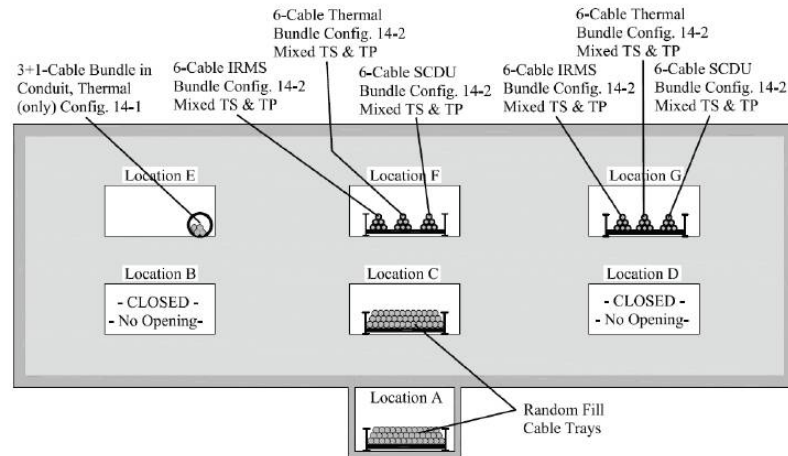 6-Cable Thermal
Bundle Config. 14-2
Mixed TS & TP
6-Cable Thermal
Bundle Config. 14-2
Mixed TS & TP
3+1-Cable Bundle in
Conduit, Thermal
(only) Config. 14-1
6-Cable IRMS
Bundle Config. 14-2
Mixed TS & TP
6-Cable SCDU
Bundle Config. 14-2
Mixed TS & TP
6-Cable IRMS
Bundle Config. 14-2
Mixed TS & TP
6-Cable SCDU
Bundle Config. 14-2
Mixed TS & TP
Location E
Location F
Location G
Location B
- CLOSED -
- No Opening-
Location C
Location D
- CLOSED -
- No Opening-
Location A
Random Fill
Cable Trays